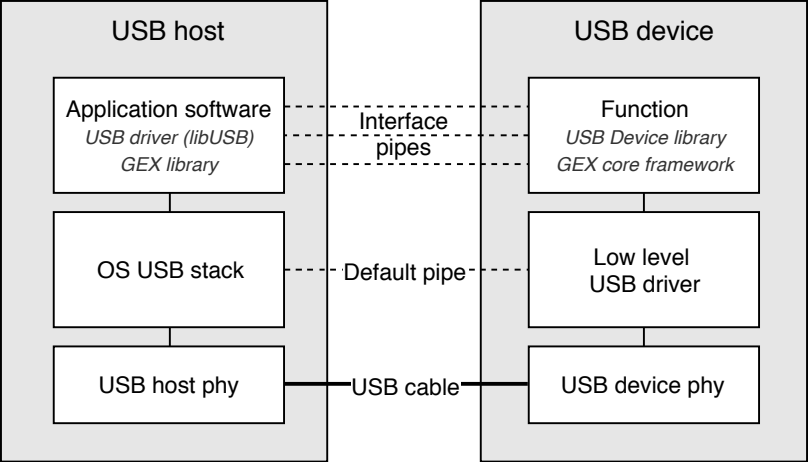 USB host
Application software
USB driver (libUSB)
GEX library
OS USB stack
USB host phy
Interface
pipes
Default pipe
USB cable
USB device
Function
USB Device library
GEX core framework
Low level
USB driver
USB device phy